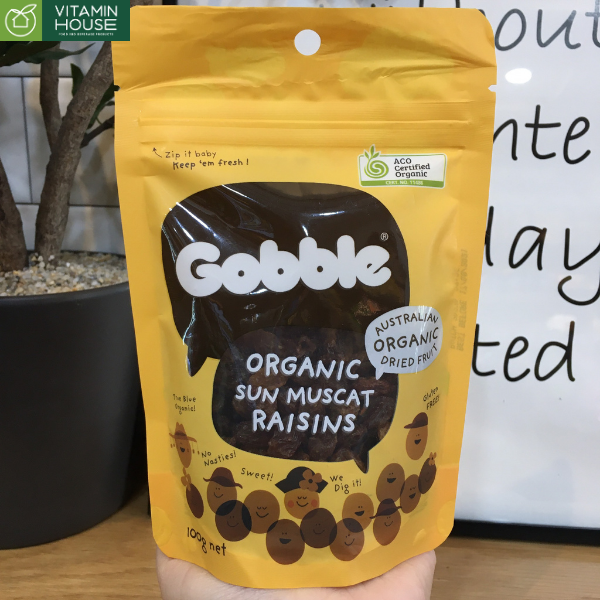 VITAMIN
HOUSE
Zip it baby
Keep 'em fresh!
ACO
Certified
Organic
Gobble®
AUSTRALIAN
ORGANIC
DRIED FRUIT
ORGANIC
SUN MUSCAT
RAISINS
True Blue
Organic!
Gluten
FREE!
No
Nasties!
Sweet!
We
Dig it!
100g net
out
nte
day
ted